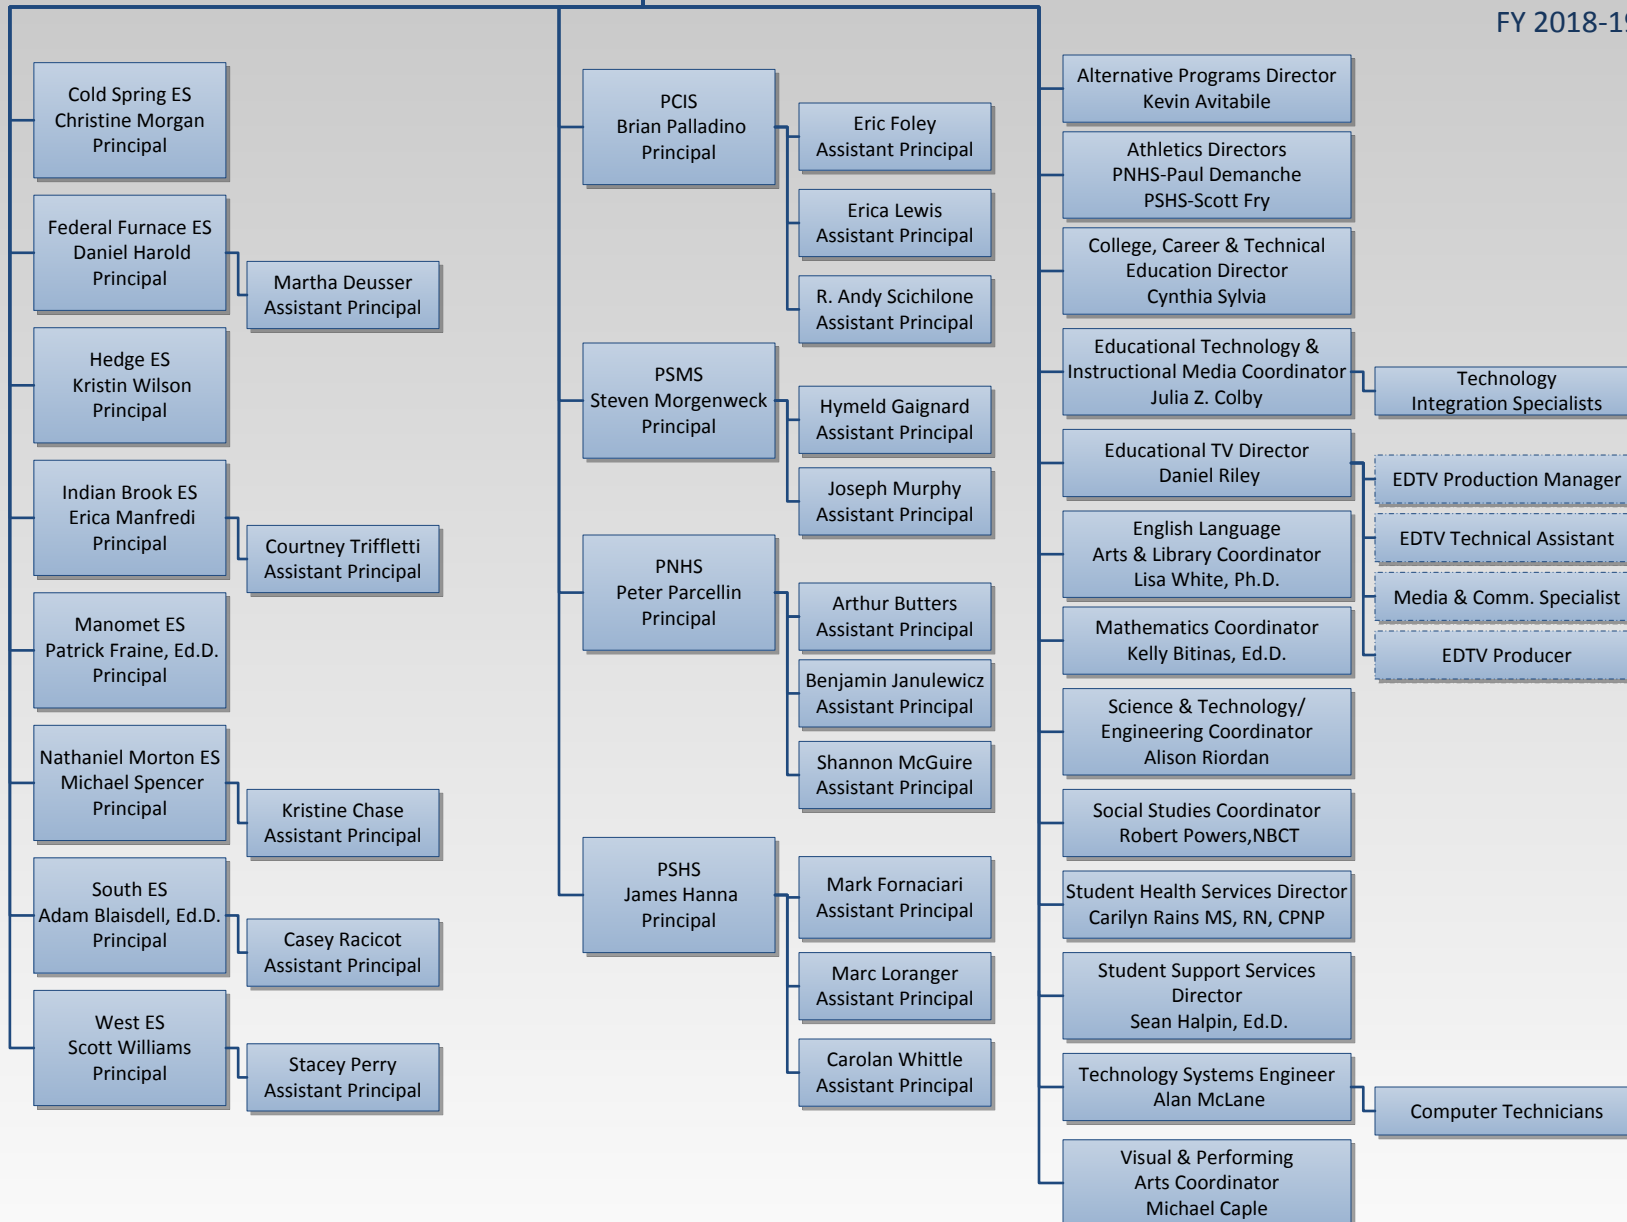 FY 2018-19
Cold Spring ES
Christine Morgan
Principal
Federal Furnace ES
Daniel Harold
Principal
Martha Deusser
Assistant Principal
Hedge ES
Kristin Wilson
Principal
Indian Brook ES
Erica Manfredi
Principal
Courtney Triffletti
Assistant Principal
Manomet ES
Patrick Fraine, Ed.D.
Principal
Nathaniel Morton ES
Michael Spencer
Principal
Kristine Chase
Assistant Principal
South ES
Adam Blaisdell, Ed.D.
Principal
Casey Racicot
Assistant Principal
West ES
Scott Williams
Principal
Stacey Perry
Assistant Principal
PCIS
Brian Palladino
Principal
Eric Foley
Assistant Principal
Erica Lewis
Assistant Principal
R. Andy Scichilone
Assistant Principal
PSMS
Steven Morgenweck
Principal
Hymeld Gaignard
Assistant Principal
Joseph Murphy
Assistant Principal
PNHS
Peter Parcellin
Principal
Arthur Butters
Assistant Principal
Benjamin Janulewicz
Assistant Principal
Shannon McGuire
Assistant Principal
PSHS
James Hanna
Principal
Mark Fornaciari
Assistant Principal
Marc Loranger
Assistant Principal
Carolan Whittle
Assistant Principal
Alternative Programs Director
Kevin Avitabile
Athletics Directors
PNHS-Paul Demanche
PSHS-Scott Fry
College, Career & Technical
Education Director
Cynthia Sylvia
Educational Technology &
Instructional Media Coordinator
Julia Z. Colby
Technology
Integration Specialists
Educational TV Director
Daniel Riley
EDTV Production Manager
EDTV Technical Assistant
Media & Comm. Specialist
EDTV Producer
English Language
Arts & Library Coordinator
Lisa White, Ph.D.
Mathematics Coordinator
Kelly Bitinas, Ed.D.
Science & Technology/
Engineering Coordinator
Alison Riordan
Social Studies Coordinator
Robert Powers,NBCT
Student Health Services Director
Carilyn Rains MS, RN, CPNP
Student Support Services
Director
Sean Halpin, Ed.D.
Technology Systems Engineer
Alan McLane
Computer Technicians
Visual & Performing
Arts Coordinator
Michael Caple